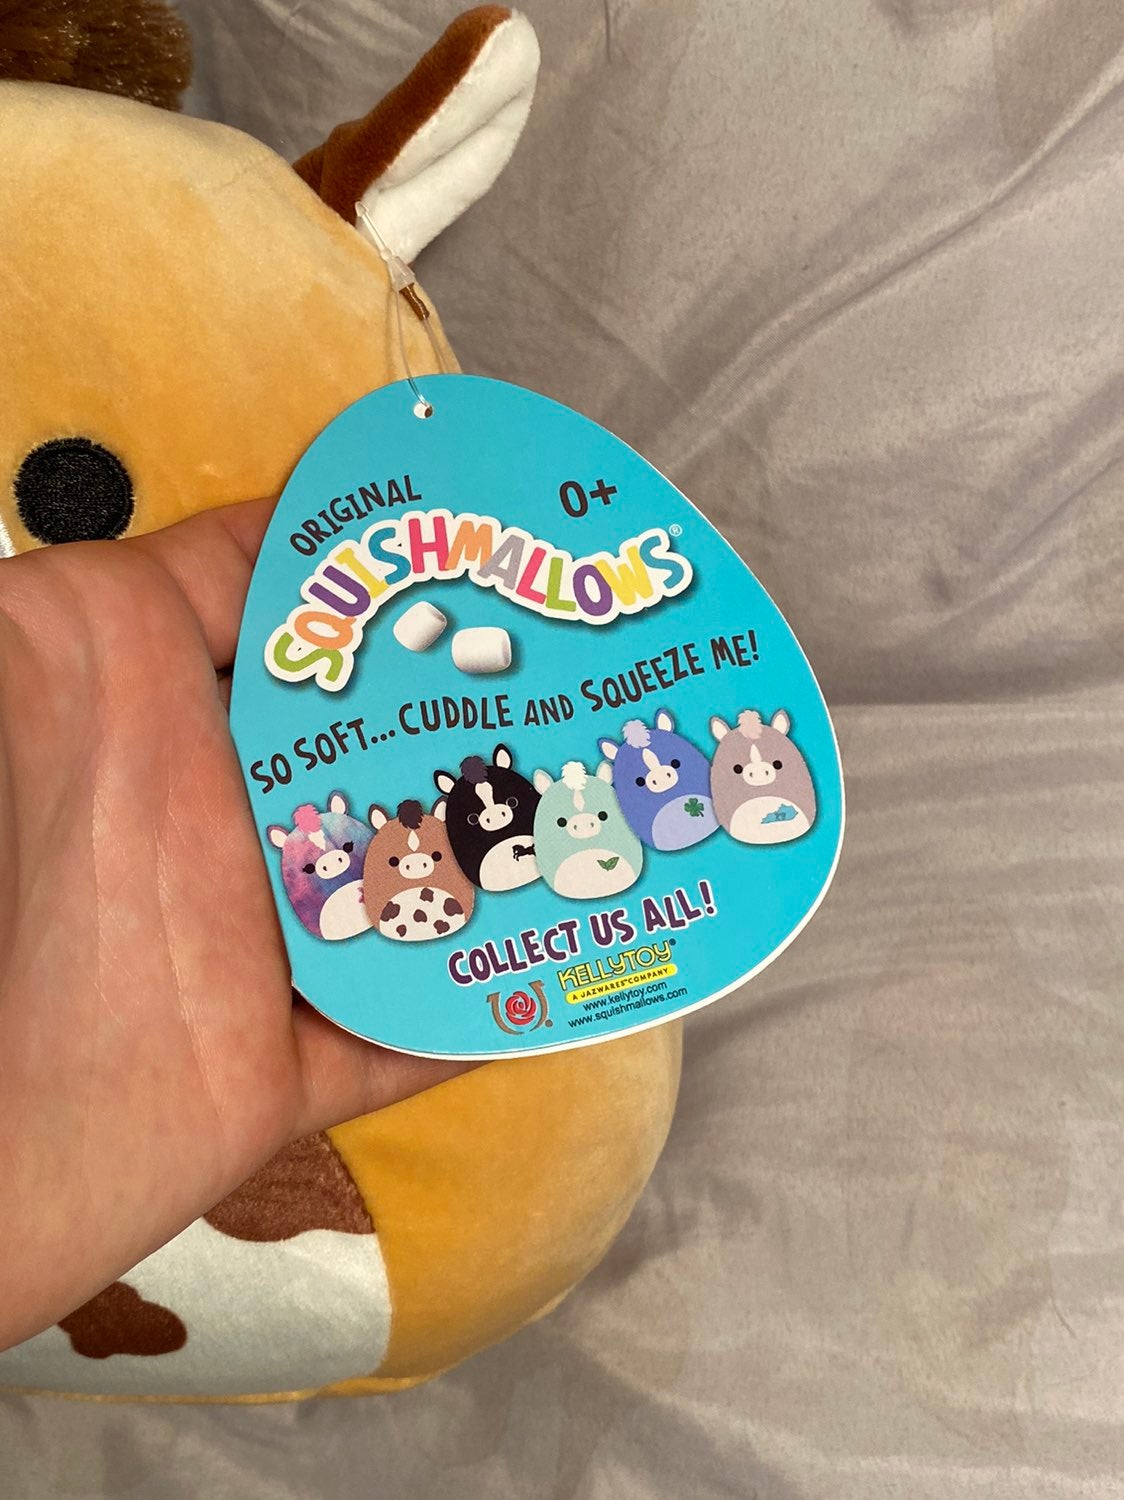 ORIGINAL
0+
SQUISHMALLOWS®
SO SOFT...CUDDLE AND SQUEEZE ME!
COLLECT US ALL!
KELLYTOY®
A JAZWARES COMPANY
www.kellytoy.com
www.squishmallows.com